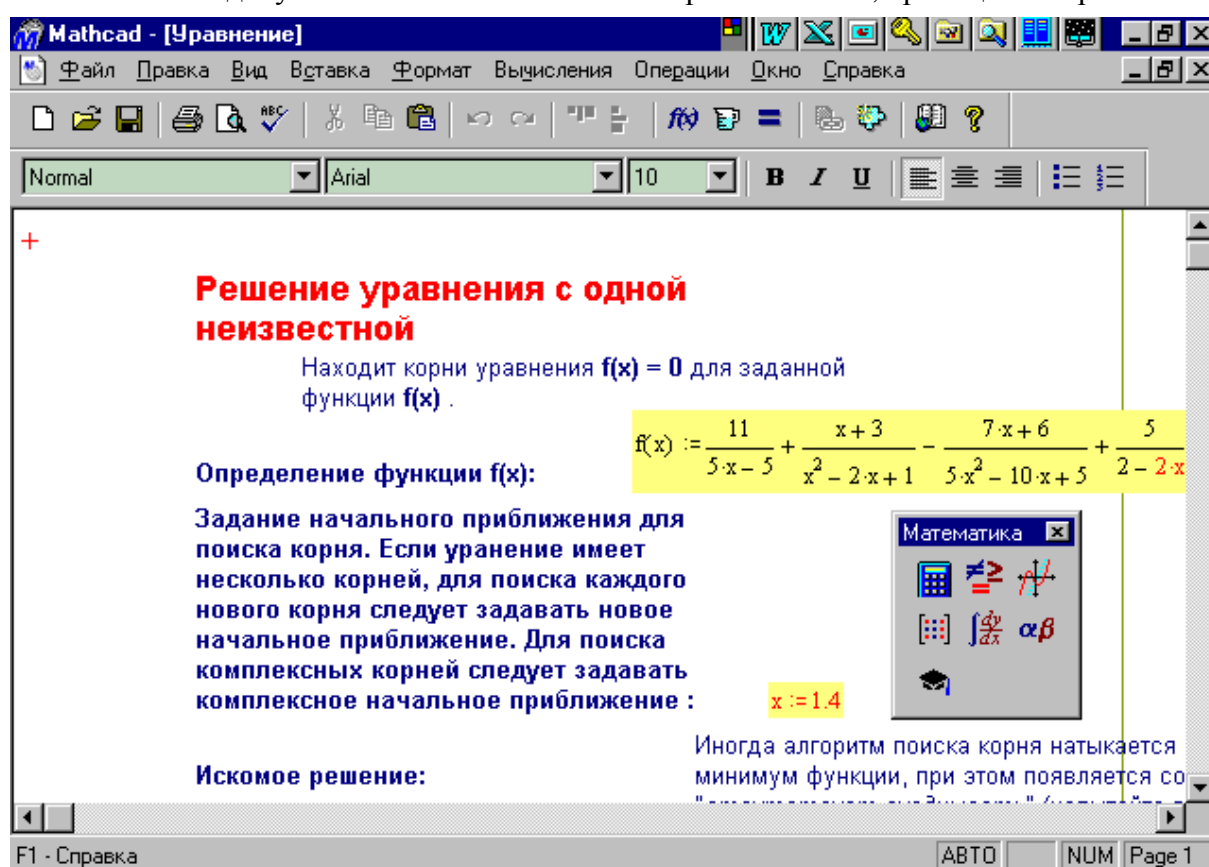 Mathcad - [Уравнение]
Файл Правка Вид Вставка Формат Вычисления Операции Окно Справка
Normal Arial 10 B I U
Решение уравнения с одной
неизвестной
Находит корни уравнения f(x) = 0 для заданной
функции f(x) .
f(x) := 11/(5·x − 5) + (x + 3)/(x² − 2·x + 1) − (7·x + 6)/(5·x² − 10·x + 5) + 5/(2 − 2·x
Определение функции f(x):
Задание начального приближения для
поиска корня. Если уранение имеет
несколько корней, для поиска каждого
нового корня следует задавать новое
начальное приближение. Для поиска
комплексных корней следует задавать
комплексное начальное приближение :
x := 1.4
Математика
Иногда алгоритм поиска корня натыкается
Искомое решение:
минимум функции, при этом появляется со
F1 - Справка
АВТО NUM Page 1